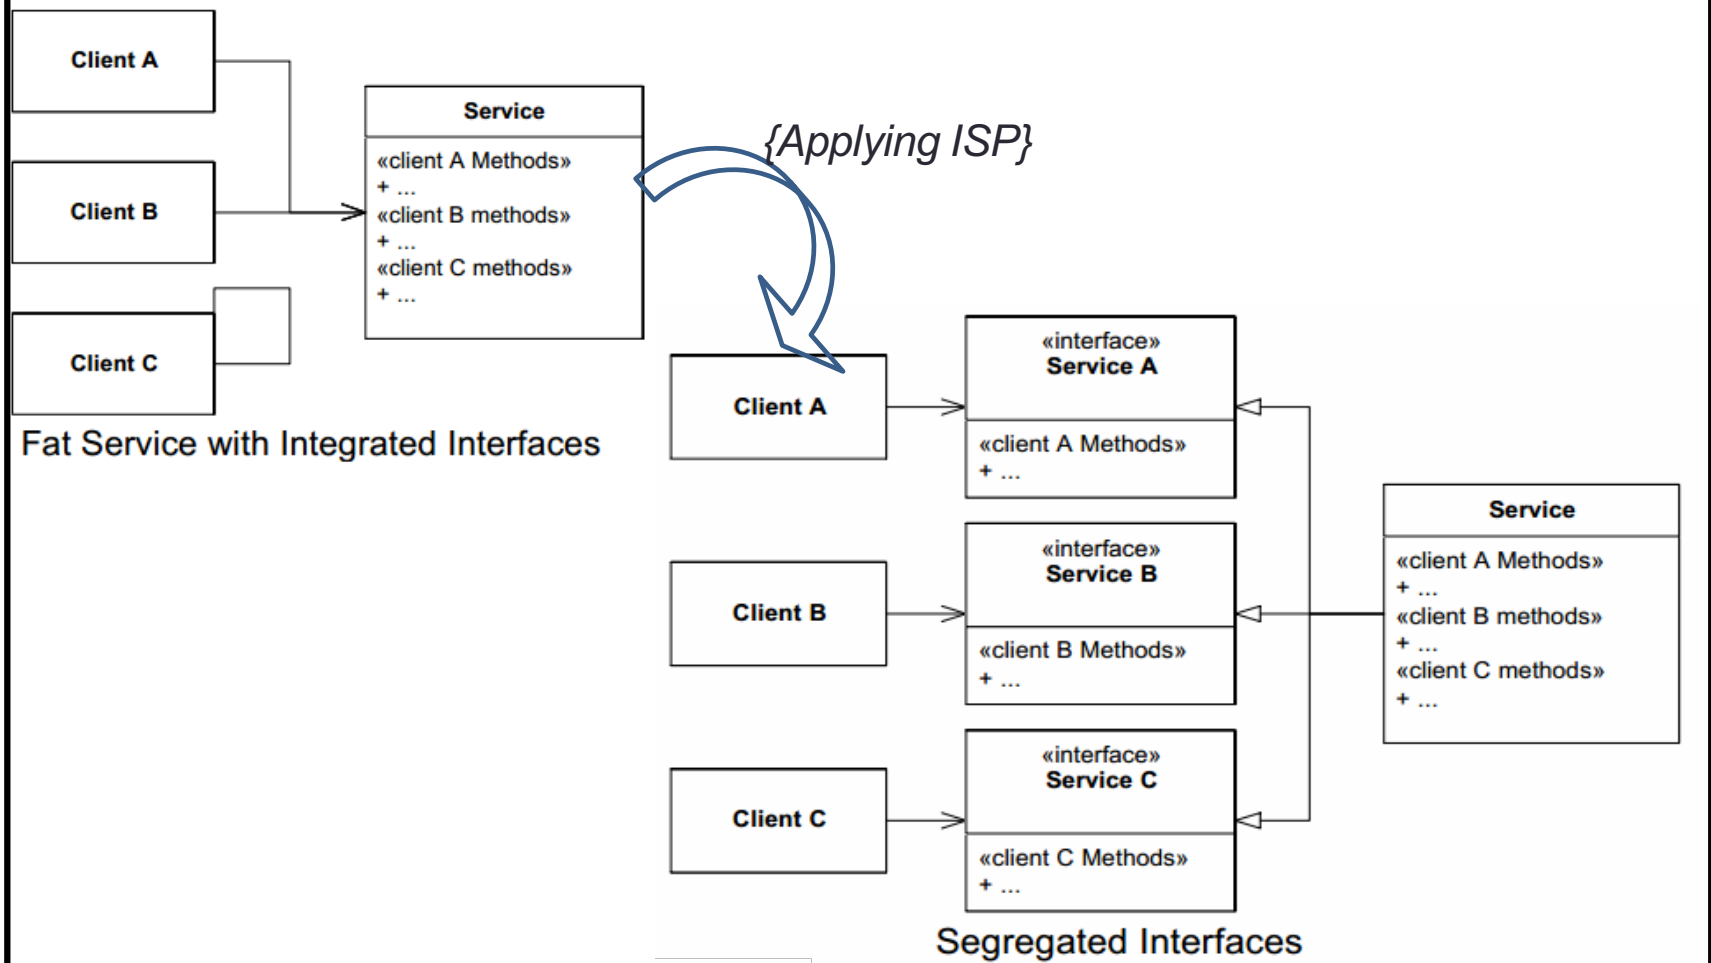 Client A
Client B
Client C
Service
«client A Methods»
+ ...
«client B methods»
+ ...
«client C methods»
+ ...
Fat Service with Integrated Interfaces
{Applying ISP}
Client A
«interface»
Service A
«client A Methods»
+ ...
Client B
«interface»
Service B
«client B Methods»
+ ...
Client C
«interface»
Service C
«client C Methods»
+ ...
Service
«client A Methods»
+ ...
«client B methods»
+ ...
«client C methods»
+ ...
Segregated Interfaces